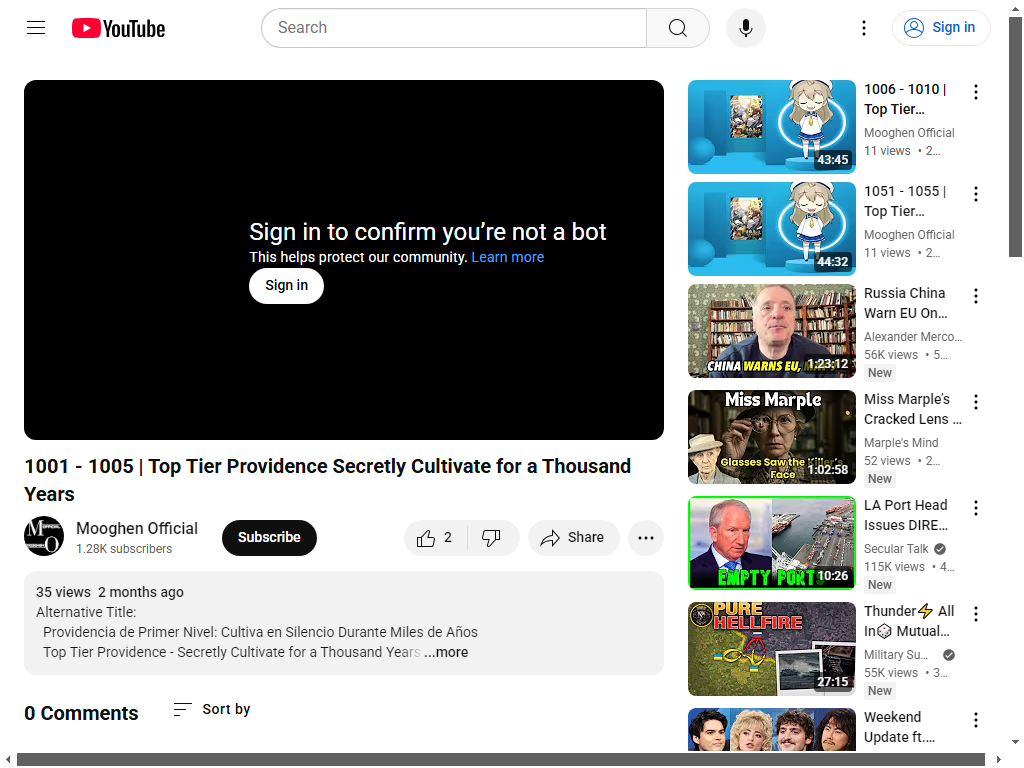 YouTube
Search
Sign in
Sign in to confirm you're not a bot
This helps protect our community. Learn more
Sign in
1001 - 1005 | Top Tier Providence Secretly Cultivate for a Thousand
Years
Mooghen Official
1.28K subscribers
Subscribe
2
Share
35 views 2 months ago
Alternative Title:
Providencia de Primer Nivel: Cultiva en Silencio Durante Miles de Años
Top Tier Providence - Secretly Cultivate for a Thousand Years ...more
0 Comments
Sort by
43:45
1006 - 1010 |
Top Tier...
Mooghen Official
11 views • 2...
44:32
1051 - 1055 |
Top Tier...
Mooghen Official
11 views • 2...
CHINA WARNS EU,
1:23:12
Russia China
Warn EU On...
Alexander Merco...
56K views • 5...
New
Miss Marple
Glasses Saw the Killer's
Face
1:02:58
Miss Marple's
Cracked Lens ...
Marple's Mind
52 views • 2...
New
EMPTY PORTS
10:26
LA Port Head
Issues DIRE...
Secular Talk
115K views • 4...
New
PURE
HELLFIRE
27:15
Thunder⚡ All
In🎲 Mutual...
Military Su...
55K views • 3...
New
Weekend
Update ft....